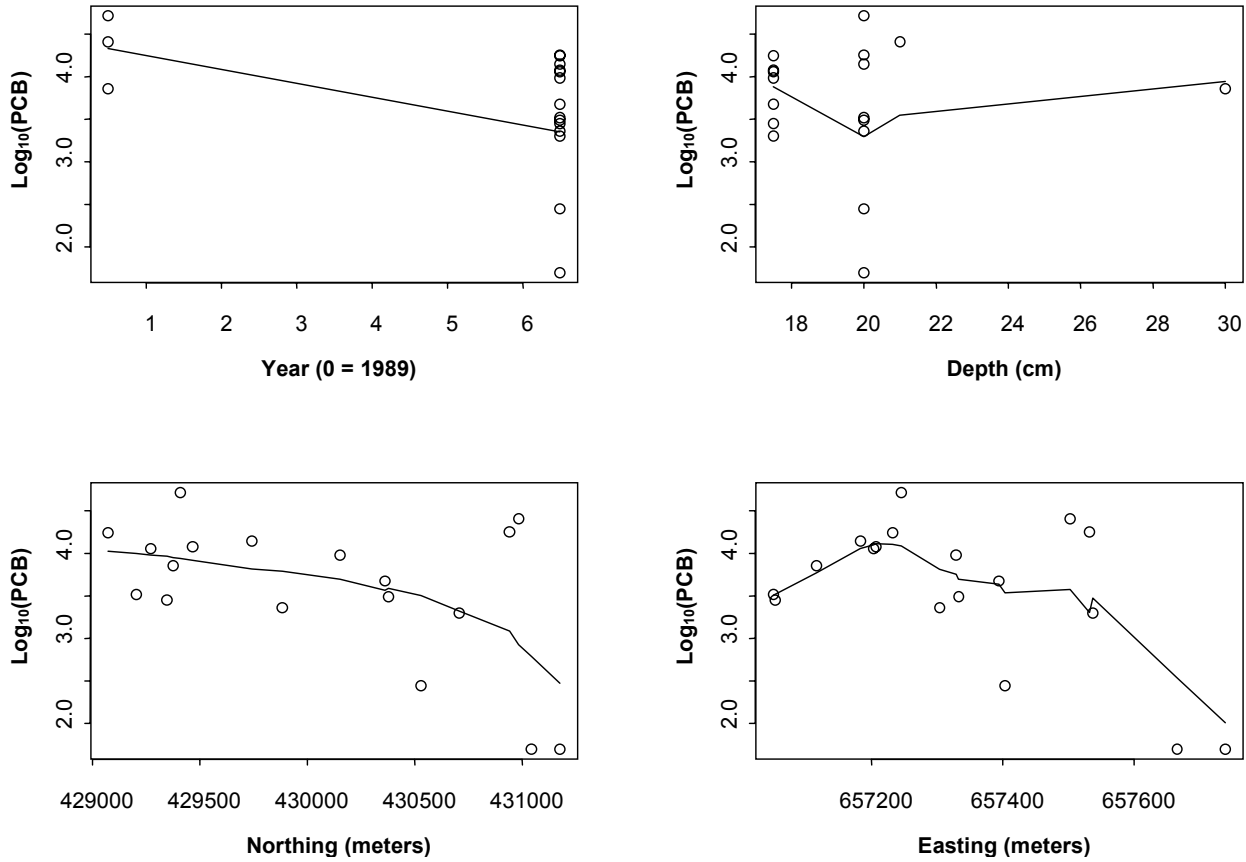 Log₁₀(PCB)
4.0
3.0
2.0
1 2 3 4 5 6
Year (0 = 1989)
Log₁₀(PCB)
4.0
3.0
2.0
18 20 22 24 26 28 30
Depth (cm)
Log₁₀(PCB)
4.0
3.0
2.0
429000 429500 430000 430500 431000
Northing (meters)
Log₁₀(PCB)
4.0
3.0
2.0
657200 657400 657600
Easting (meters)